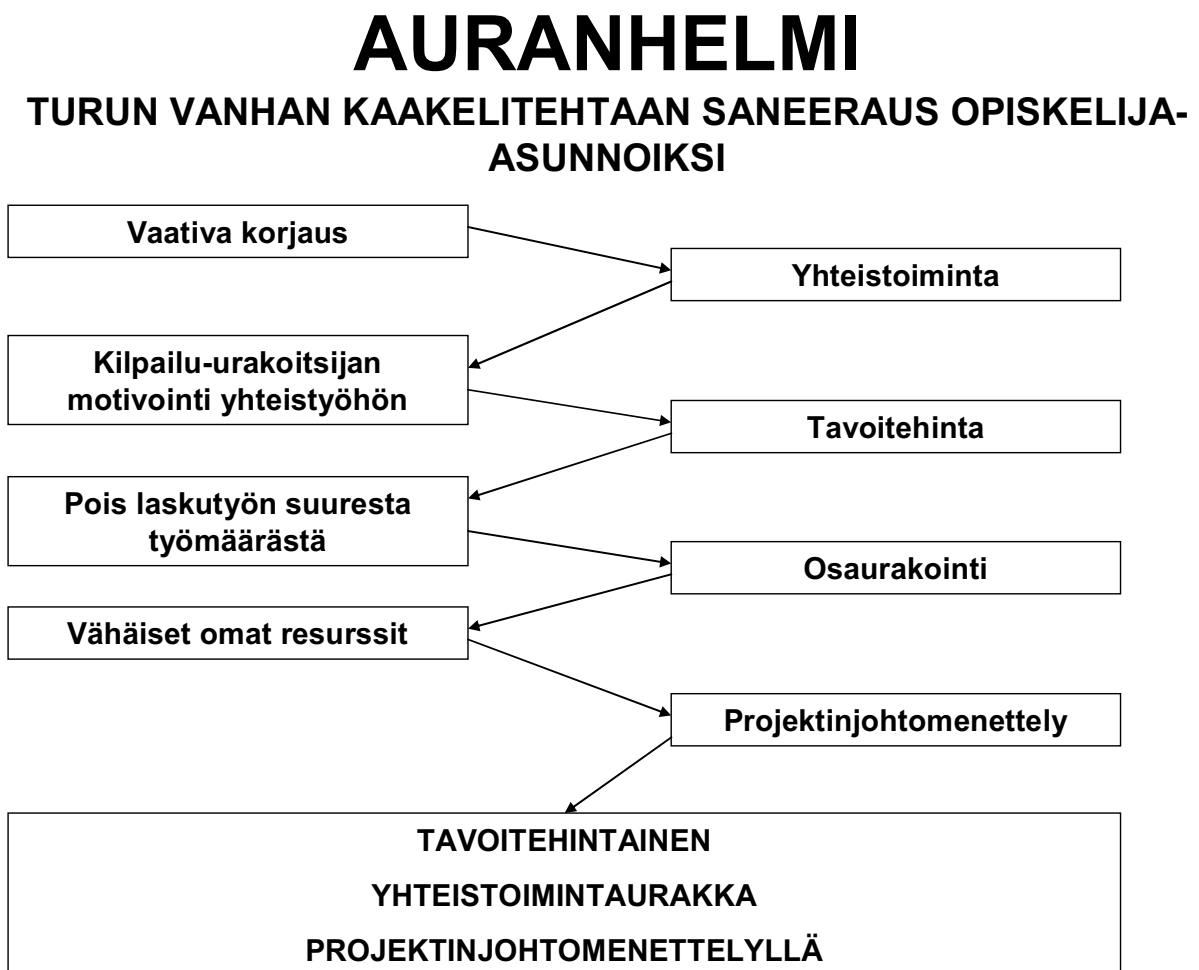 AURANHELMI
TURUN VANHAN KAAKELITEHTAAN SANEERAUS OPISKELIJA-
ASUNNOIKSI
Vaativa korjaus
Yhteistoiminta
Kilpailu-urakoitsijan
motivointi yhteistyöhön
Tavoitehinta
Pois laskutyön suuresta
työmäärästä
Osaurakointi
Vähäiset omat resurssit
Projektinjohtomenettely
TAVOITEHINTAINEN
YHTEISTOIMINTAURAKKA
PROJEKTINJOHTOMENETTELYLLÄ